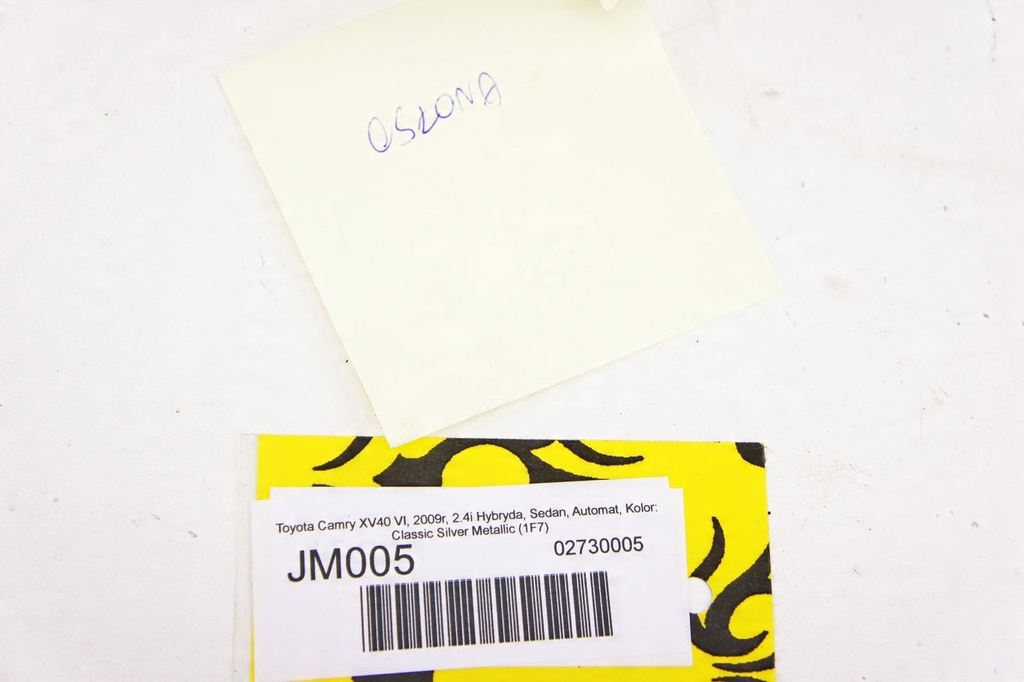 OSŁONA
Toyota Camry XV40 VI, 2009r, 2.4i Hybryda, Sedan, Automat, Kolor:
Classic Silver Metallic (1F7)
JM005 02730005